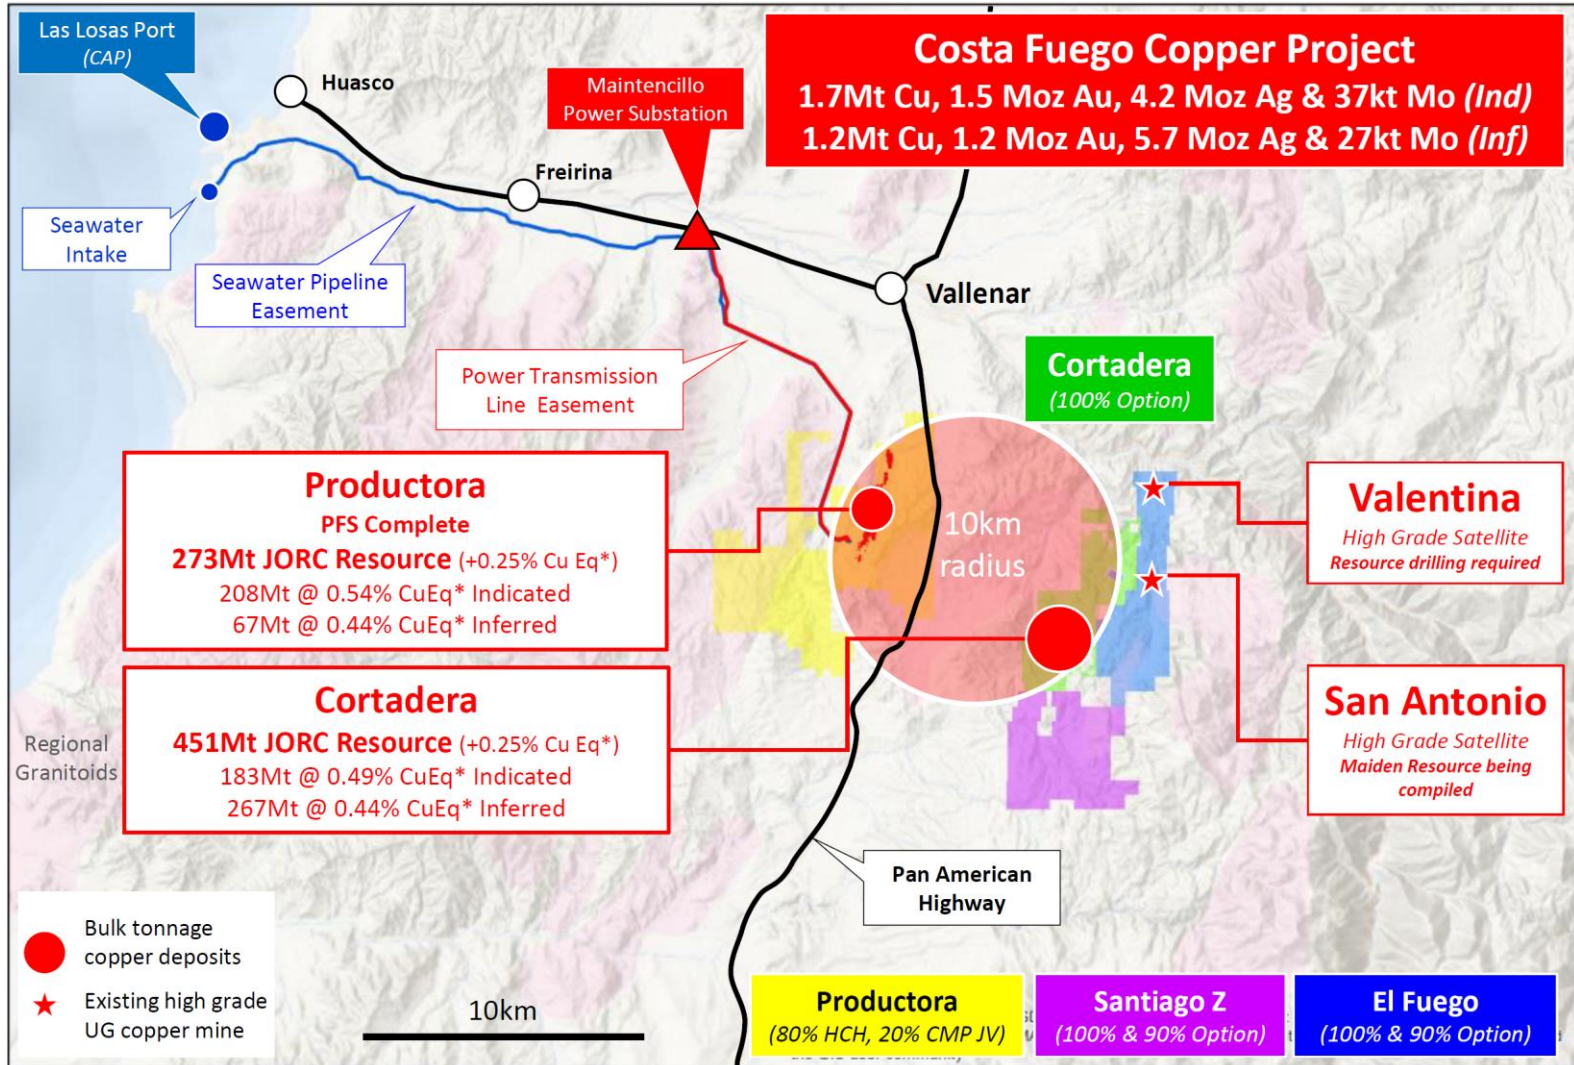 Las Losas Port
(CAP)
Huasco
Maintencillo
Power Substation
Costa Fuego Copper Project
1.7Mt Cu, 1.5 Moz Au, 4.2 Moz Ag & 37kt Mo (Ind)
1.2Mt Cu, 1.2 Moz Au, 5.7 Moz Ag & 27kt Mo (Inf)
Freirina
Seawater
Intake
Seawater Pipeline
Easement
Vallenar
Power Transmission
Line Easement
Cortadera
(100% Option)
Productora
PFS Complete
273Mt JORC Resource (+0.25% Cu Eq*)
208Mt @ 0.54% CuEq* Indicated
67Mt @ 0.44% CuEq* Inferred
10km
radius
Valentina
High Grade Satellite
Resource drilling required
Cortadera
451Mt JORC Resource (+0.25% Cu Eq*)
183Mt @ 0.49% CuEq* Indicated
267Mt @ 0.44% CuEq* Inferred
San Antonio
High Grade Satellite
Maiden Resource being
compiled
Regional
Granitoids
Pan American
Highway
Bulk tonnage
copper deposits
Existing high grade
UG copper mine
10km
Productora
(80% HCH, 20% CMP JV)
Santiago Z
(100% & 90% Option)
El Fuego
(100% & 90% Option)